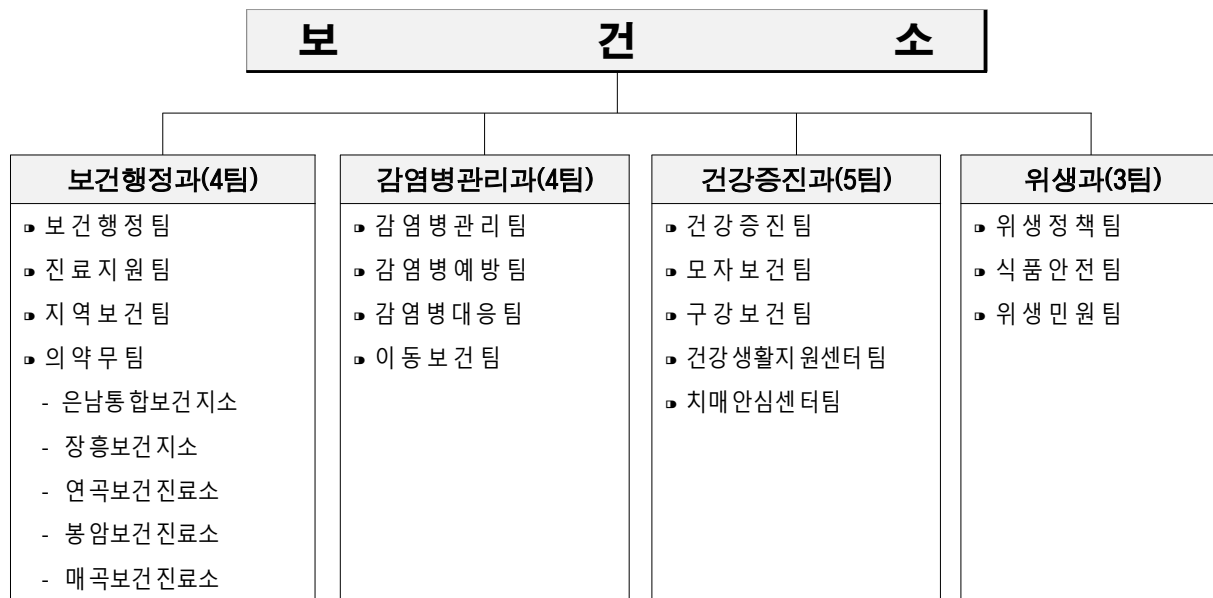 보 건 소
보건행정과(4팀)
보건행정팀
진료지원팀
지역보건팀
의약무팀
- 은남통합보건지소
- 장흥보건지소
- 연곡보건진료소
- 봉암보건진료소
- 매곡보건진료소
감염병관리과(4팀)
감염병관리팀
감염병예방팀
감염병대응팀
이동보건팀
건강증진과(5팀)
건강증진팀
모자보건팀
구강보건팀
건강생활지원센터팀
치매안심센터팀
위생과(3팀)
위생정책팀
식품안전팀
위생민원팀